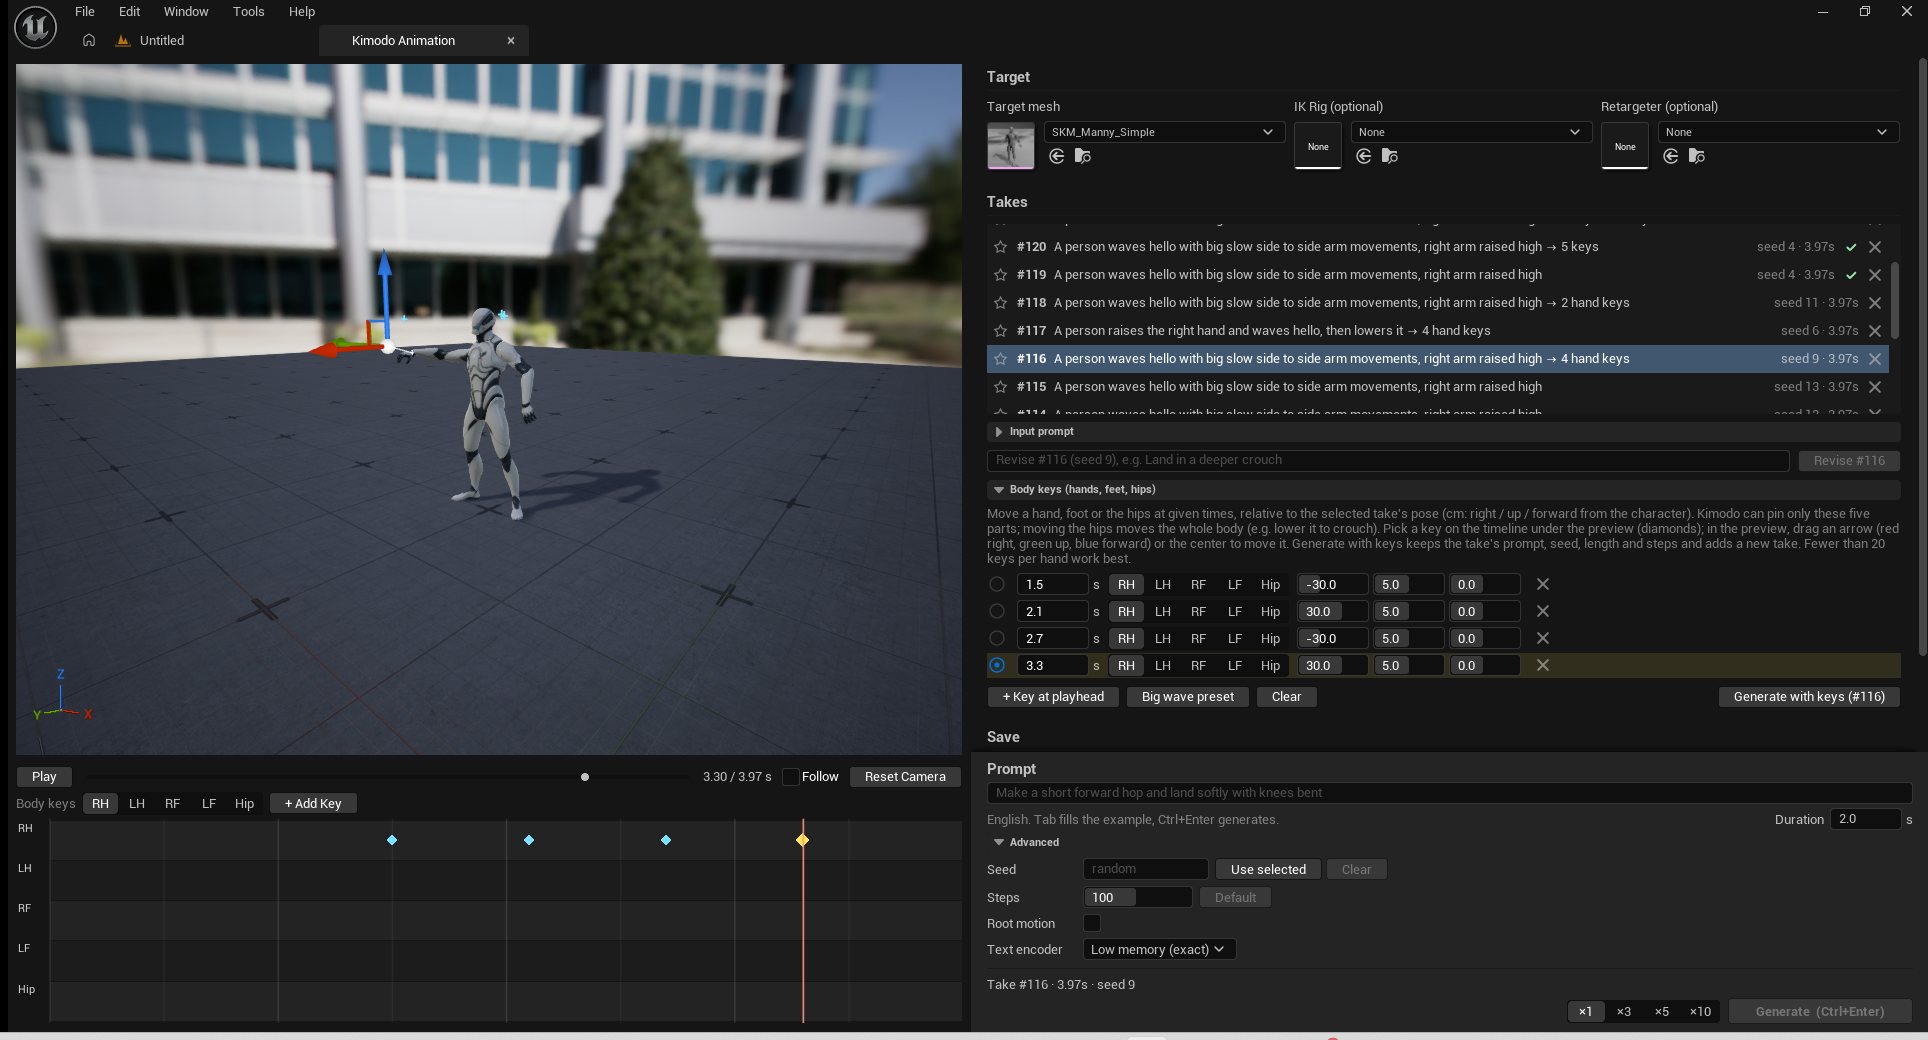 File Edit Window Tools Help
Untitled
Kimodo Animation
Target
Target mesh
IK Rig (optional)
Retargeter (optional)
SKM_Manny_Simple
None
None
None
None
Takes
#120 A person waves hello with big slow side to side arm movements, right arm raised high → 5 keys seed 4 · 3.97s
#119 A person waves hello with big slow side to side arm movements, right arm raised high seed 4 · 3.97s
#118 A person waves hello with big slow side to side arm movements, right arm raised high → 2 hand keys seed 11 · 3.97s
#117 A person raises the right hand and waves hello, then lowers it → 4 hand keys seed 6 · 3.97s
#116 A person waves hello with big slow side to side arm movements, right arm raised high → 4 hand keys seed 9 · 3.97s
#115 A person waves hello with big slow side to side arm movements, right arm raised high seed 13 · 3.97s
#114 A person waves hello with big slow side to side arm movements, right arm raised high
Input prompt
Revise #116 (seed 9), e.g. Land in a deeper crouch
Revise #116
Body keys (hands, feet, hips)
Move a hand, foot or the hips at given times, relative to the selected take's pose (cm: right / up / forward from the character). Kimodo can pin only these five
parts; moving the hips moves the whole body (e.g. lower it to crouch). Pick a key on the timeline under the preview (diamonds); in the preview, drag an arrow (red
right, green up, blue forward) or the center to move it. Generate with keys keeps the take's prompt, seed, length and steps and adds a new take. Fewer than 20
keys per hand work best.
1.5 s RH LH RF LF Hip -30.0 5.0 0.0
2.1 s RH LH RF LF Hip 30.0 5.0 0.0
2.7 s RH LH RF LF Hip -30.0 5.0 0.0
3.3 s RH LH RF LF Hip 30.0 5.0 0.0
+ Key at playhead Big wave preset Clear Generate with keys (#116)
Save
Z
Y
X
Play 3.30 / 3.97 s Follow Reset Camera
Body keys RH LH RF LF Hip + Add Key
RH
LH
RF
LF
Hip
Prompt
Make a short forward hop and land softly with knees bent
English. Tab fills the example, Ctrl+Enter generates.
Duration 2.0 s
Advanced
Seed random Use selected Clear
Steps 100 Default
Root motion
Text encoder Low memory (exact)
Take #116 · 3.97s · seed 9
×1 ×3 ×5 ×10 Generate (Ctrl+Enter)